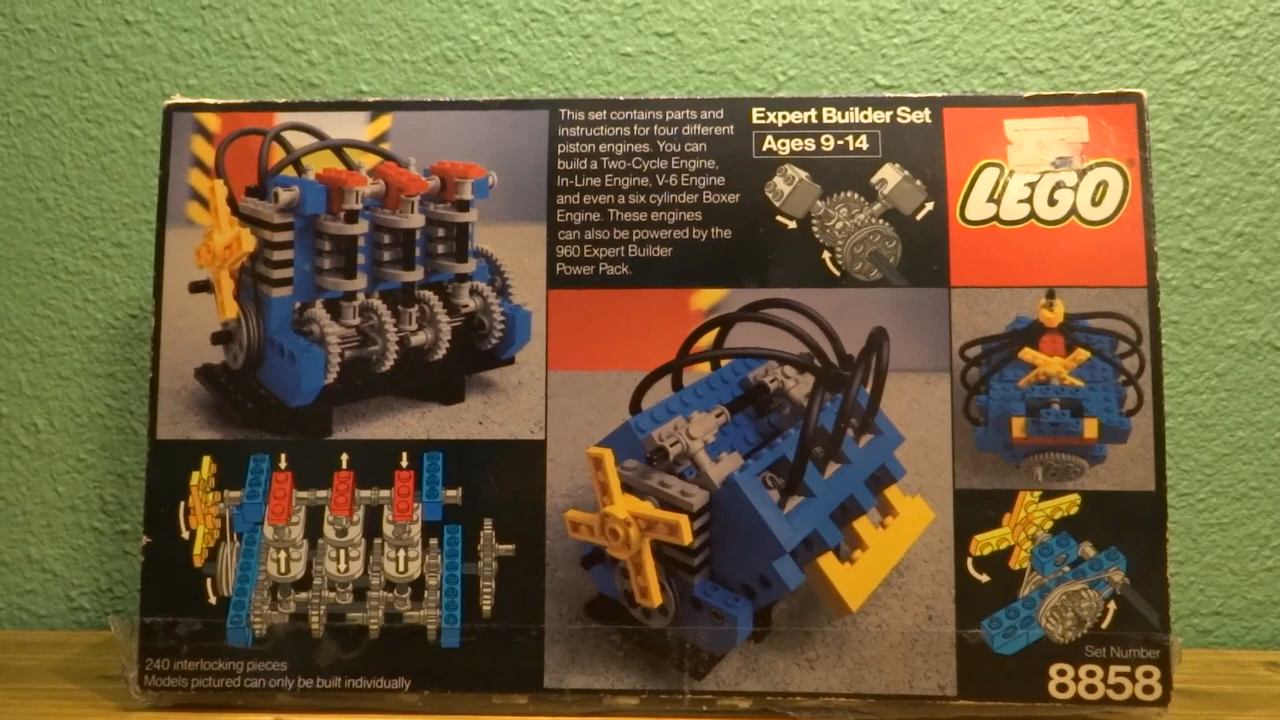 This set contains parts and
instructions for four different
piston engines. You can
build a Two-Cycle Engine,
In-Line Engine, V-6 Engine
and even a six cylinder Boxer
Engine. These engines
can also be powered by the
960 Expert Builder
Power Pack.
Expert Builder Set
Ages 9-14
LEGO
240 interlocking pieces
Models pictured can only be built individually
Set Number
8858